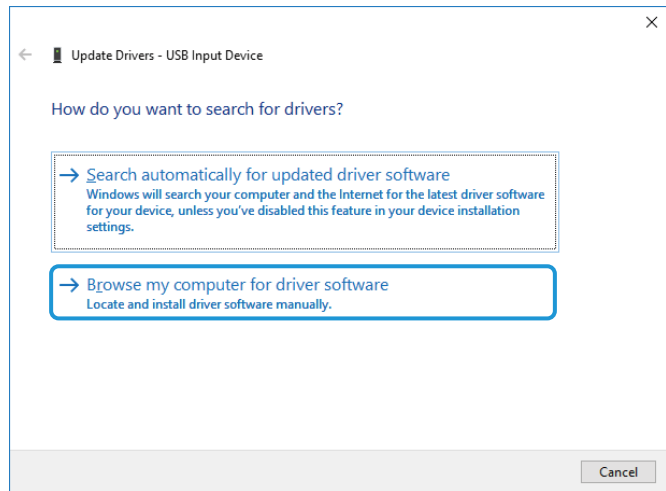 Update Drivers - USB Input Device
How do you want to search for drivers?
Search automatically for updated driver software
Windows will search your computer and the Internet for the latest driver software
for your device, unless you've disabled this feature in your device installation
settings.
Browse my computer for driver software
Locate and install driver software manually.
Cancel